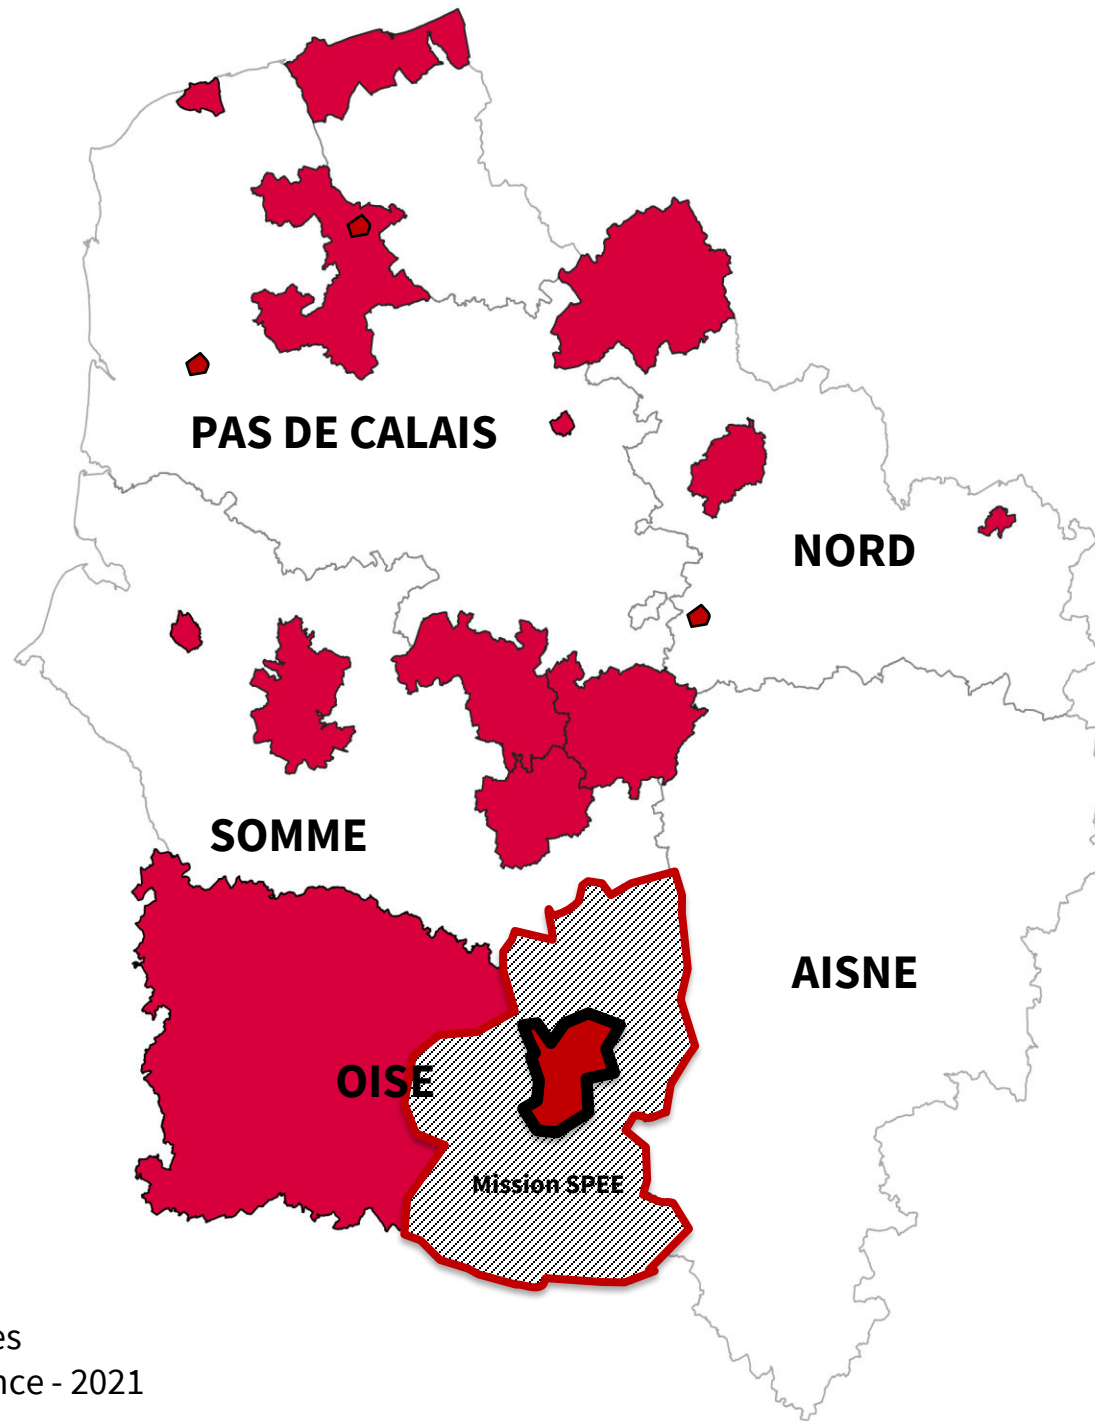 PAS DE CALAIS
NORD
SOMME
AISNE
OISE
Mission SPEE
es
nce - 2021